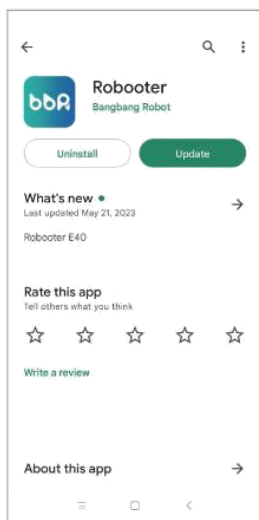 bbR
Robooter
Bangbang Robot
Uninstall
Update
What's new
Last updated May 21, 2023
Robooter E40
Rate this app
Tell others what you think
Write a review
About this app